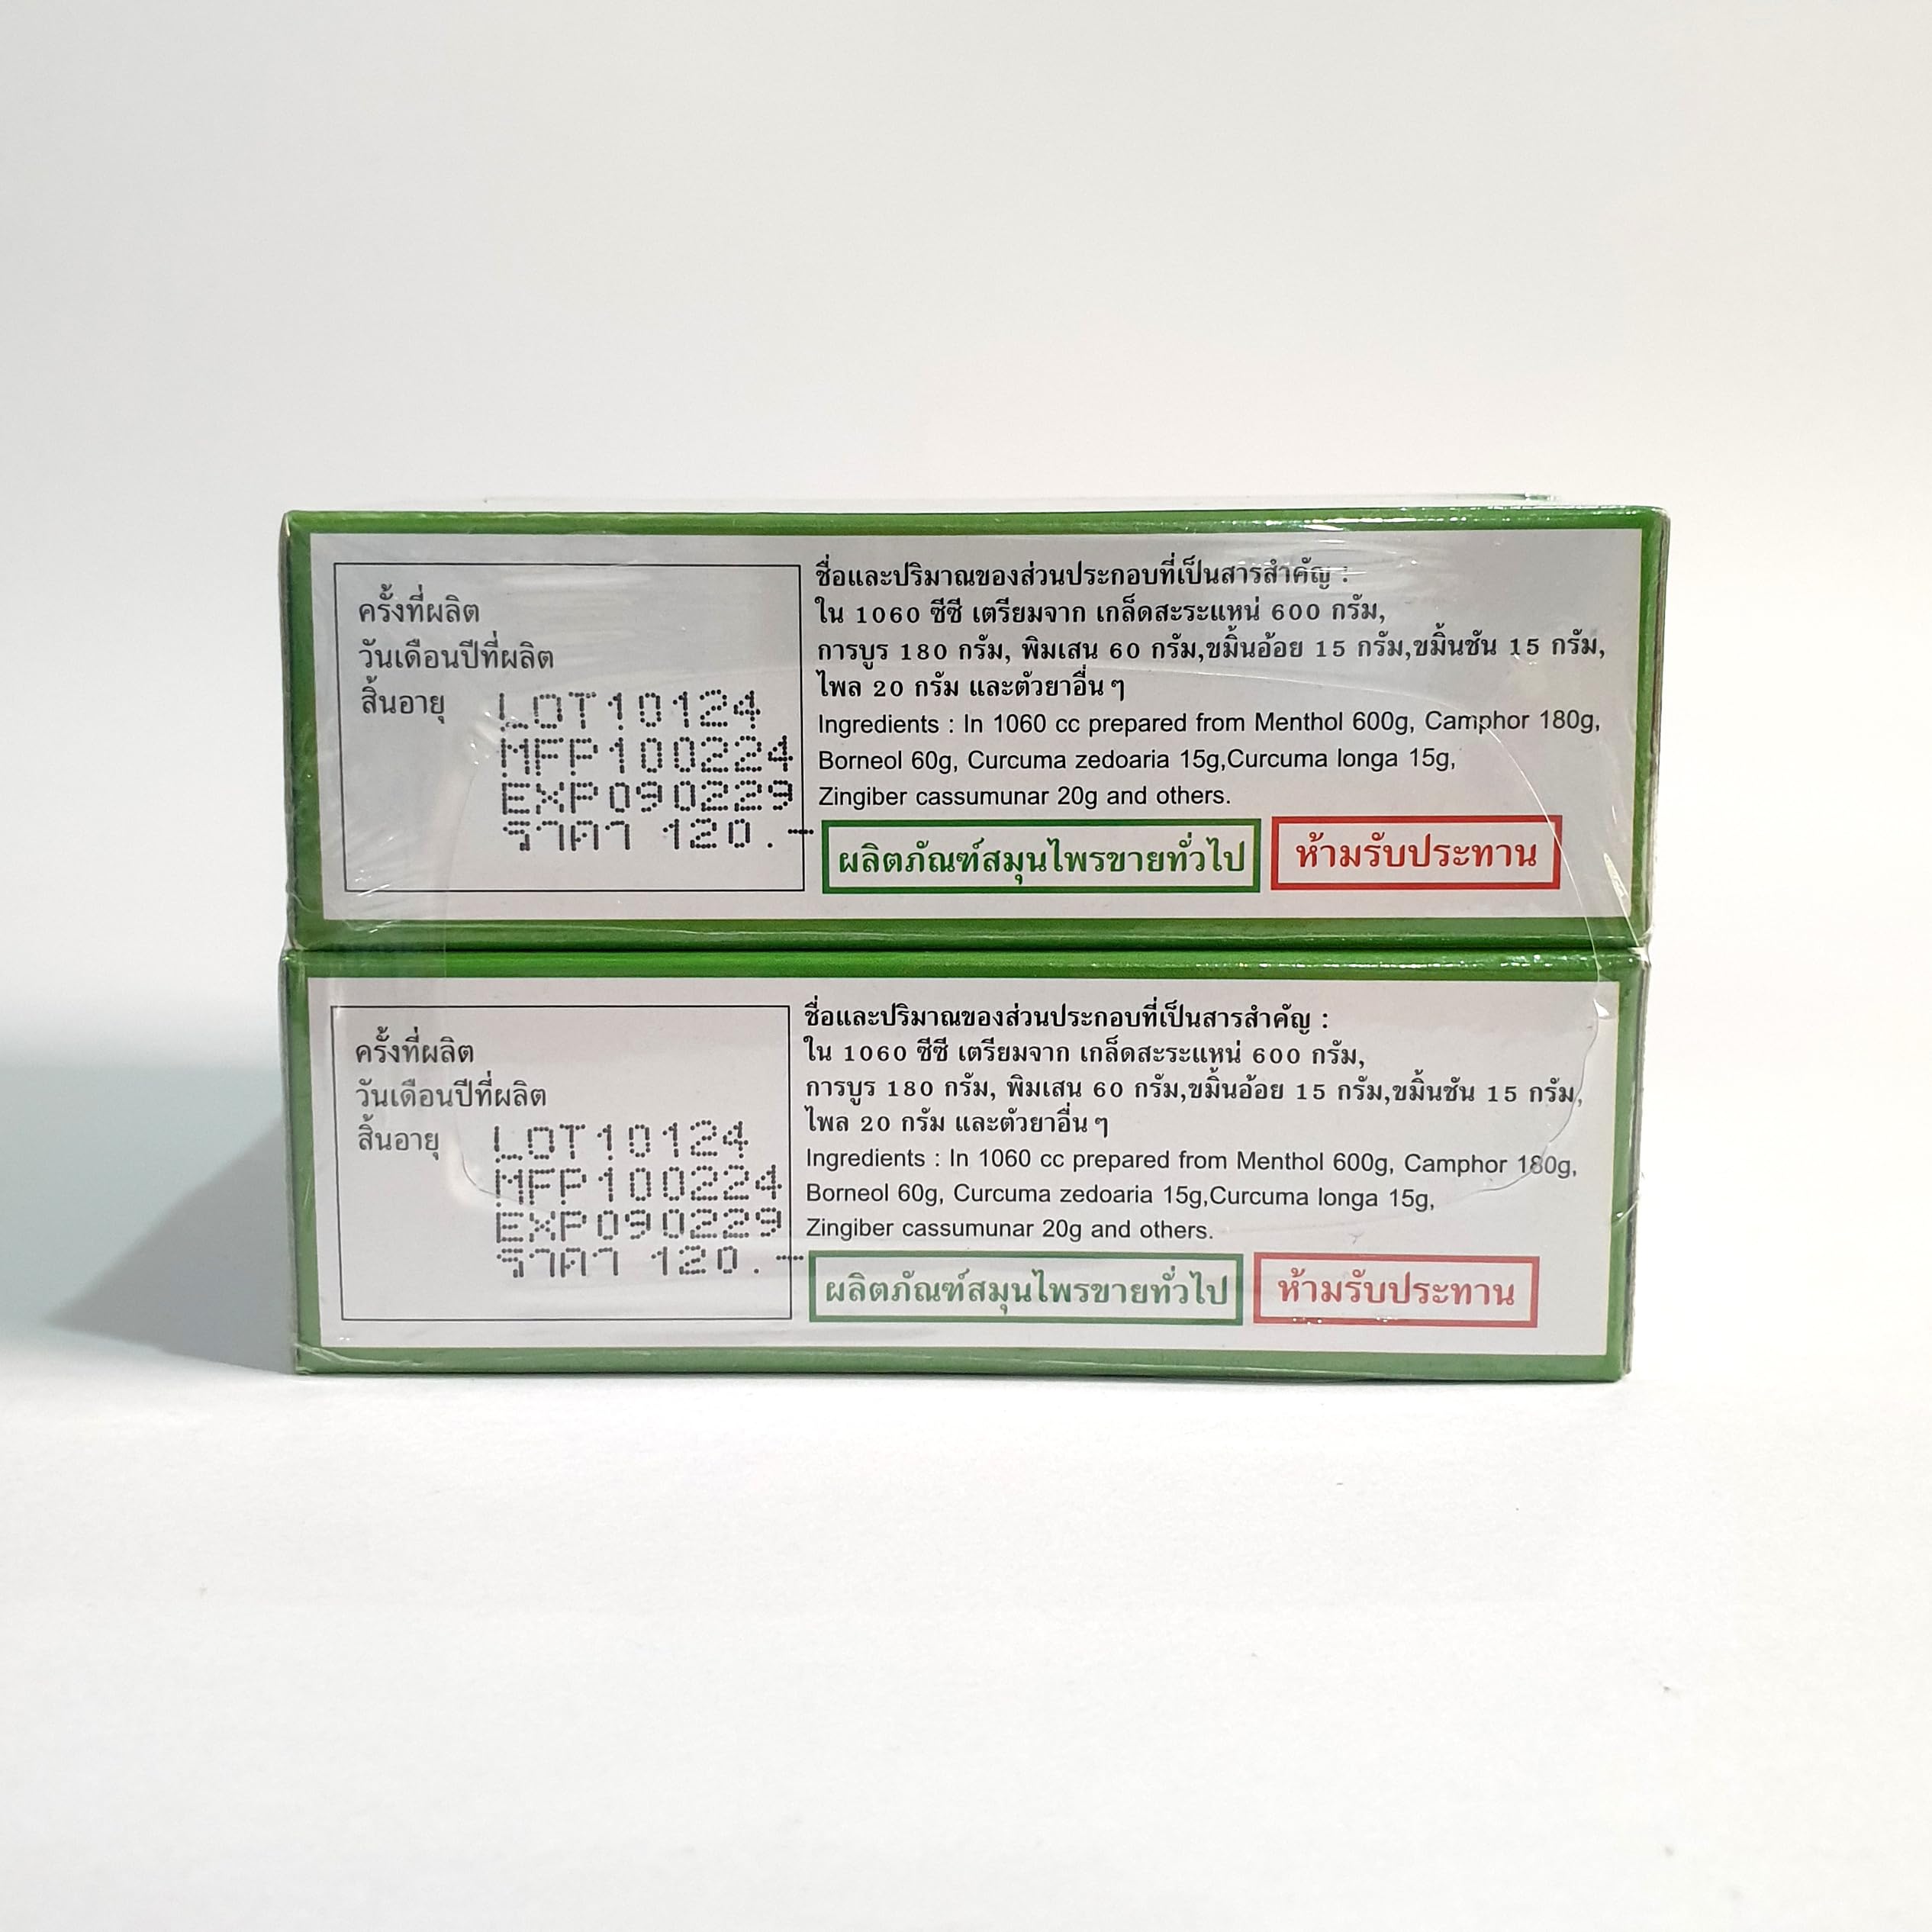 ครั้งที่ผลิต
วันเดือนปีที่ผลิต
สิ้นอายุ
LOT10124
MFP100224
EXP090229
ราคา 120.-
ชื่อและปริมาณของส่วนประกอบที่เป็นสารสำคัญ :
ใน 1060 ซีซี เตรียมจาก เกล็ดสะระแหน่ 600 กรัม,
การบูร 180 กรัม, พิมเสน 60 กรัม,ขมิ้นอ้อย 15 กรัม,ขมิ้นชัน 15 กรัม,
ไพล 20 กรัม และตัวยาอื่น ๆ
Ingredients : In 1060 cc prepared from Menthol 600g, Camphor 180g,
Borneol 60g, Curcuma zedoaria 15g,Curcuma longa 15g,
Zingiber cassumunar 20g and others.
ผลิตภัณฑ์สมุนไพรขายทั่วไป
ห้ามรับประทาน
ครั้งที่ผลิต
วันเดือนปีที่ผลิต
สิ้นอายุ
LOT10124
MFP100224
EXP090229
ราคา 120.-
ชื่อและปริมาณของส่วนประกอบที่เป็นสารสำคัญ :
ใน 1060 ซีซี เตรียมจาก เกล็ดสะระแหน่ 600 กรัม,
การบูร 180 กรัม, พิมเสน 60 กรัม,ขมิ้นอ้อย 15 กรัม,ขมิ้นชัน 15 กรัม,
ไพล 20 กรัม และตัวยาอื่น ๆ
Ingredients : In 1060 cc prepared from Menthol 600g, Camphor 180g,
Borneol 60g, Curcuma zedoaria 15g,Curcuma longa 15g,
Zingiber cassumunar 20g and others.
ผลิตภัณฑ์สมุนไพรขายทั่วไป
ห้ามรับประทาน